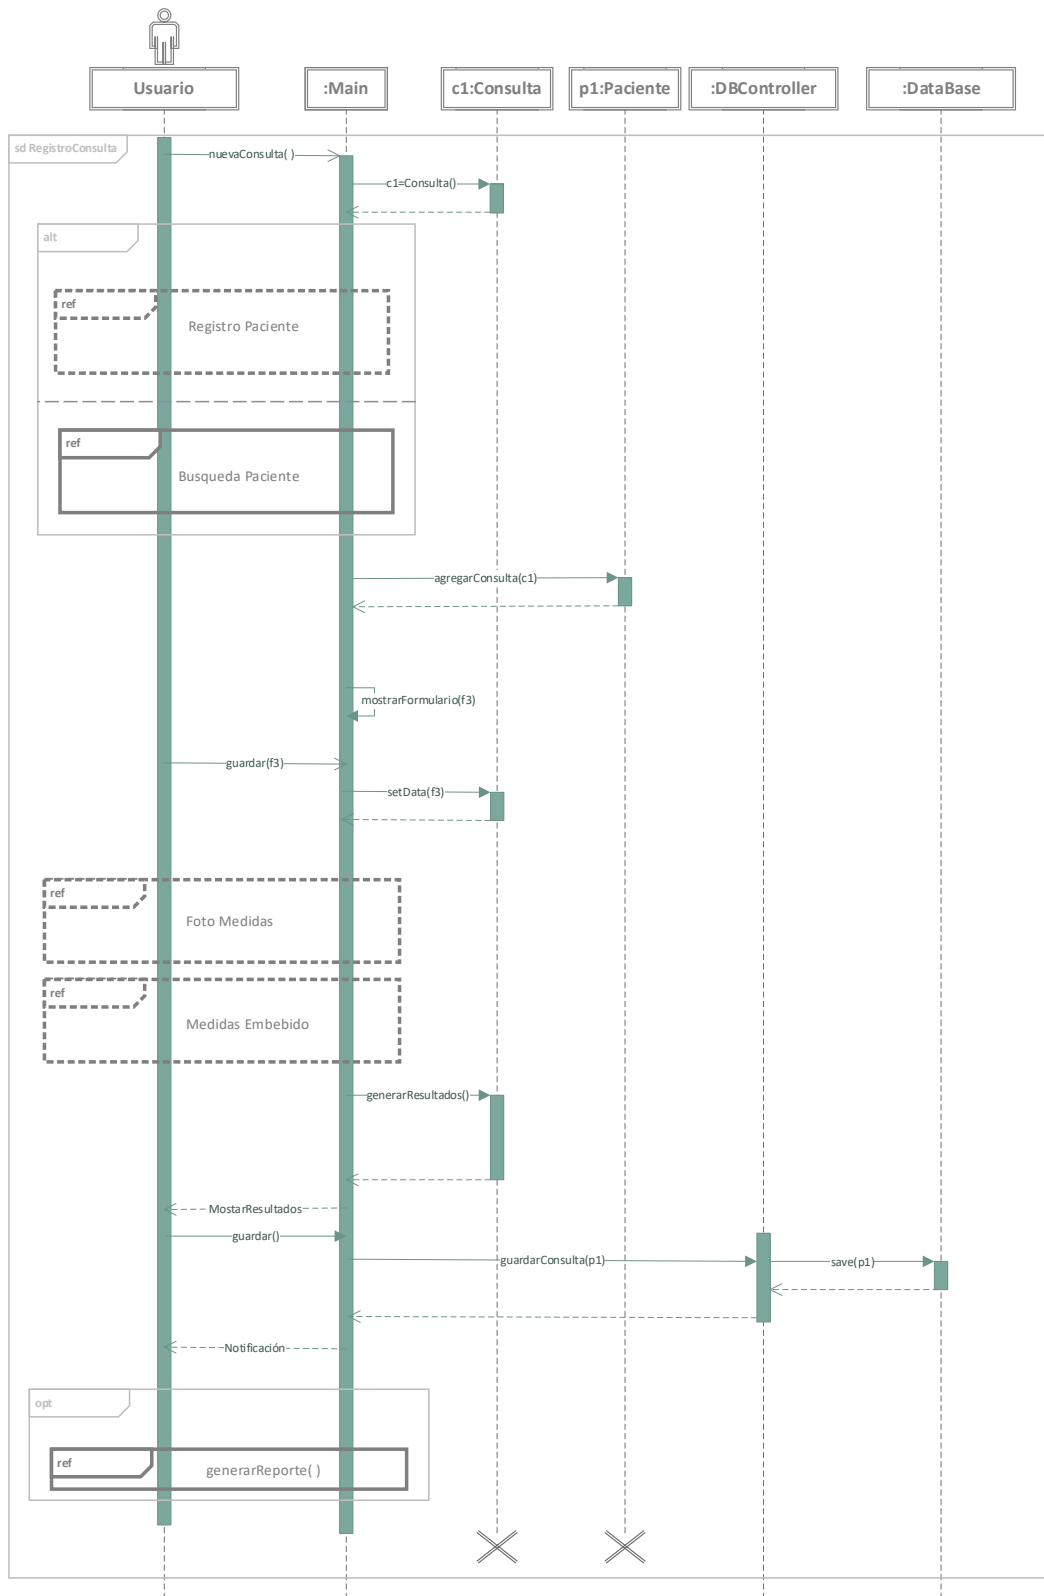 Usuario
:Main
c1:Consulta
p1:Paciente
:DBController
:DataBase
sd RegistroConsulta
nuevaConsulta( )
c1=Consulta()
alt
ref
Registro Paciente
ref
Busqueda Paciente
agregarConsulta(c1)
mostrarFormulario(f3)
guardar(f3)
setData(f3)
ref
Foto Medidas
ref
Medidas Embebido
generarResultados()
MostarResultados
guardar()
guardarConsulta(p1)
save(p1)
Notificación
opt
ref
generarReporte( )